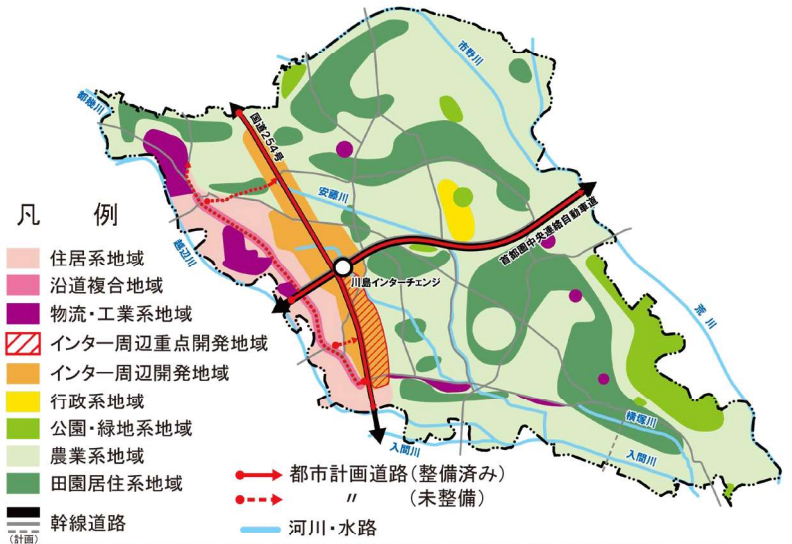 市野川
都幾川
国道254号
安藤川
首都圏中央連絡自動車道
越辺川
川島インターチェンジ
荒川
横塚川
入間川
入間川
凡 例
住居系地域
沿道複合地域
物流・工業系地域
インター周辺重点開発地域
インター周辺開発地域
行政系地域
公園・緑地系地域
農業系地域
田園居住系地域
幹線道路
(計画)
都市計画道路(整備済み)
〃 (未整備)
河川・水路